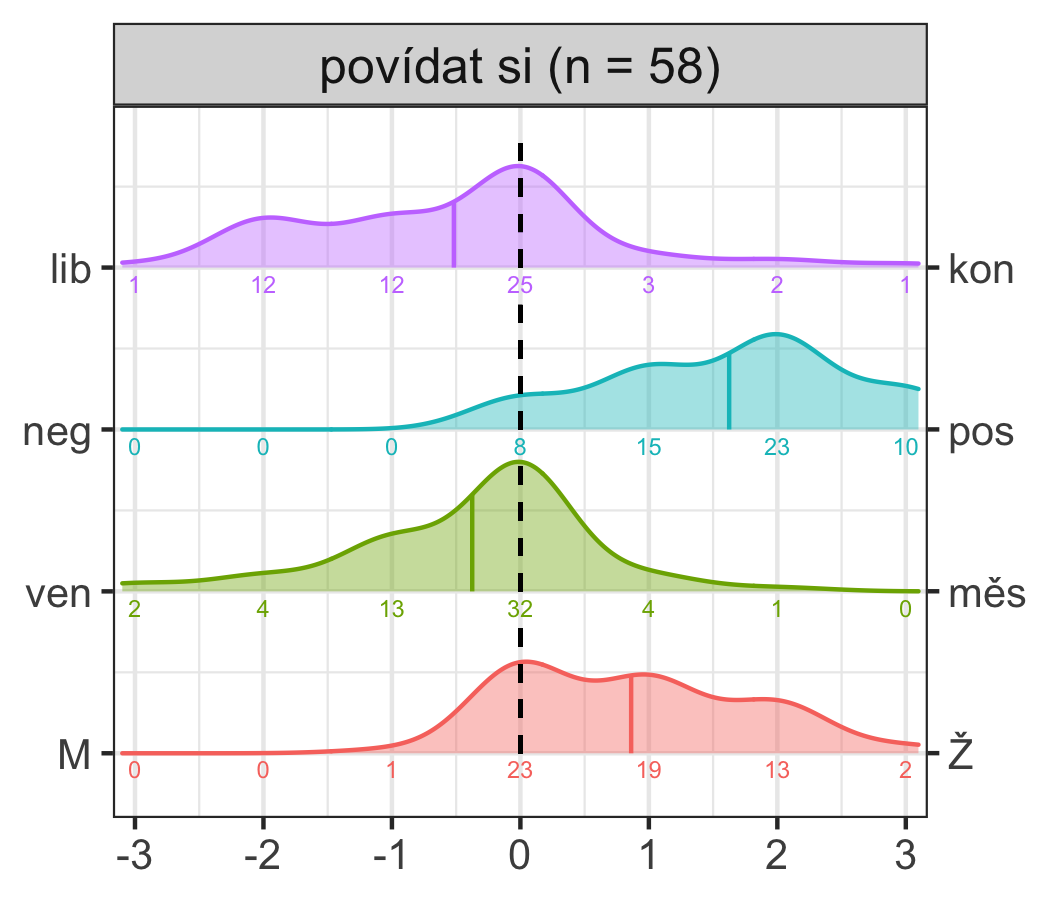 povídat si (n = 58)
lib kon
1 12 12 25 3 2 1
neg pos
0 0 0 8 15 23 10
ven měs
2 4 13 32 4 1 0
M Ž
0 0 1 23 19 13 2
-3 -2 -1 0 1 2 3